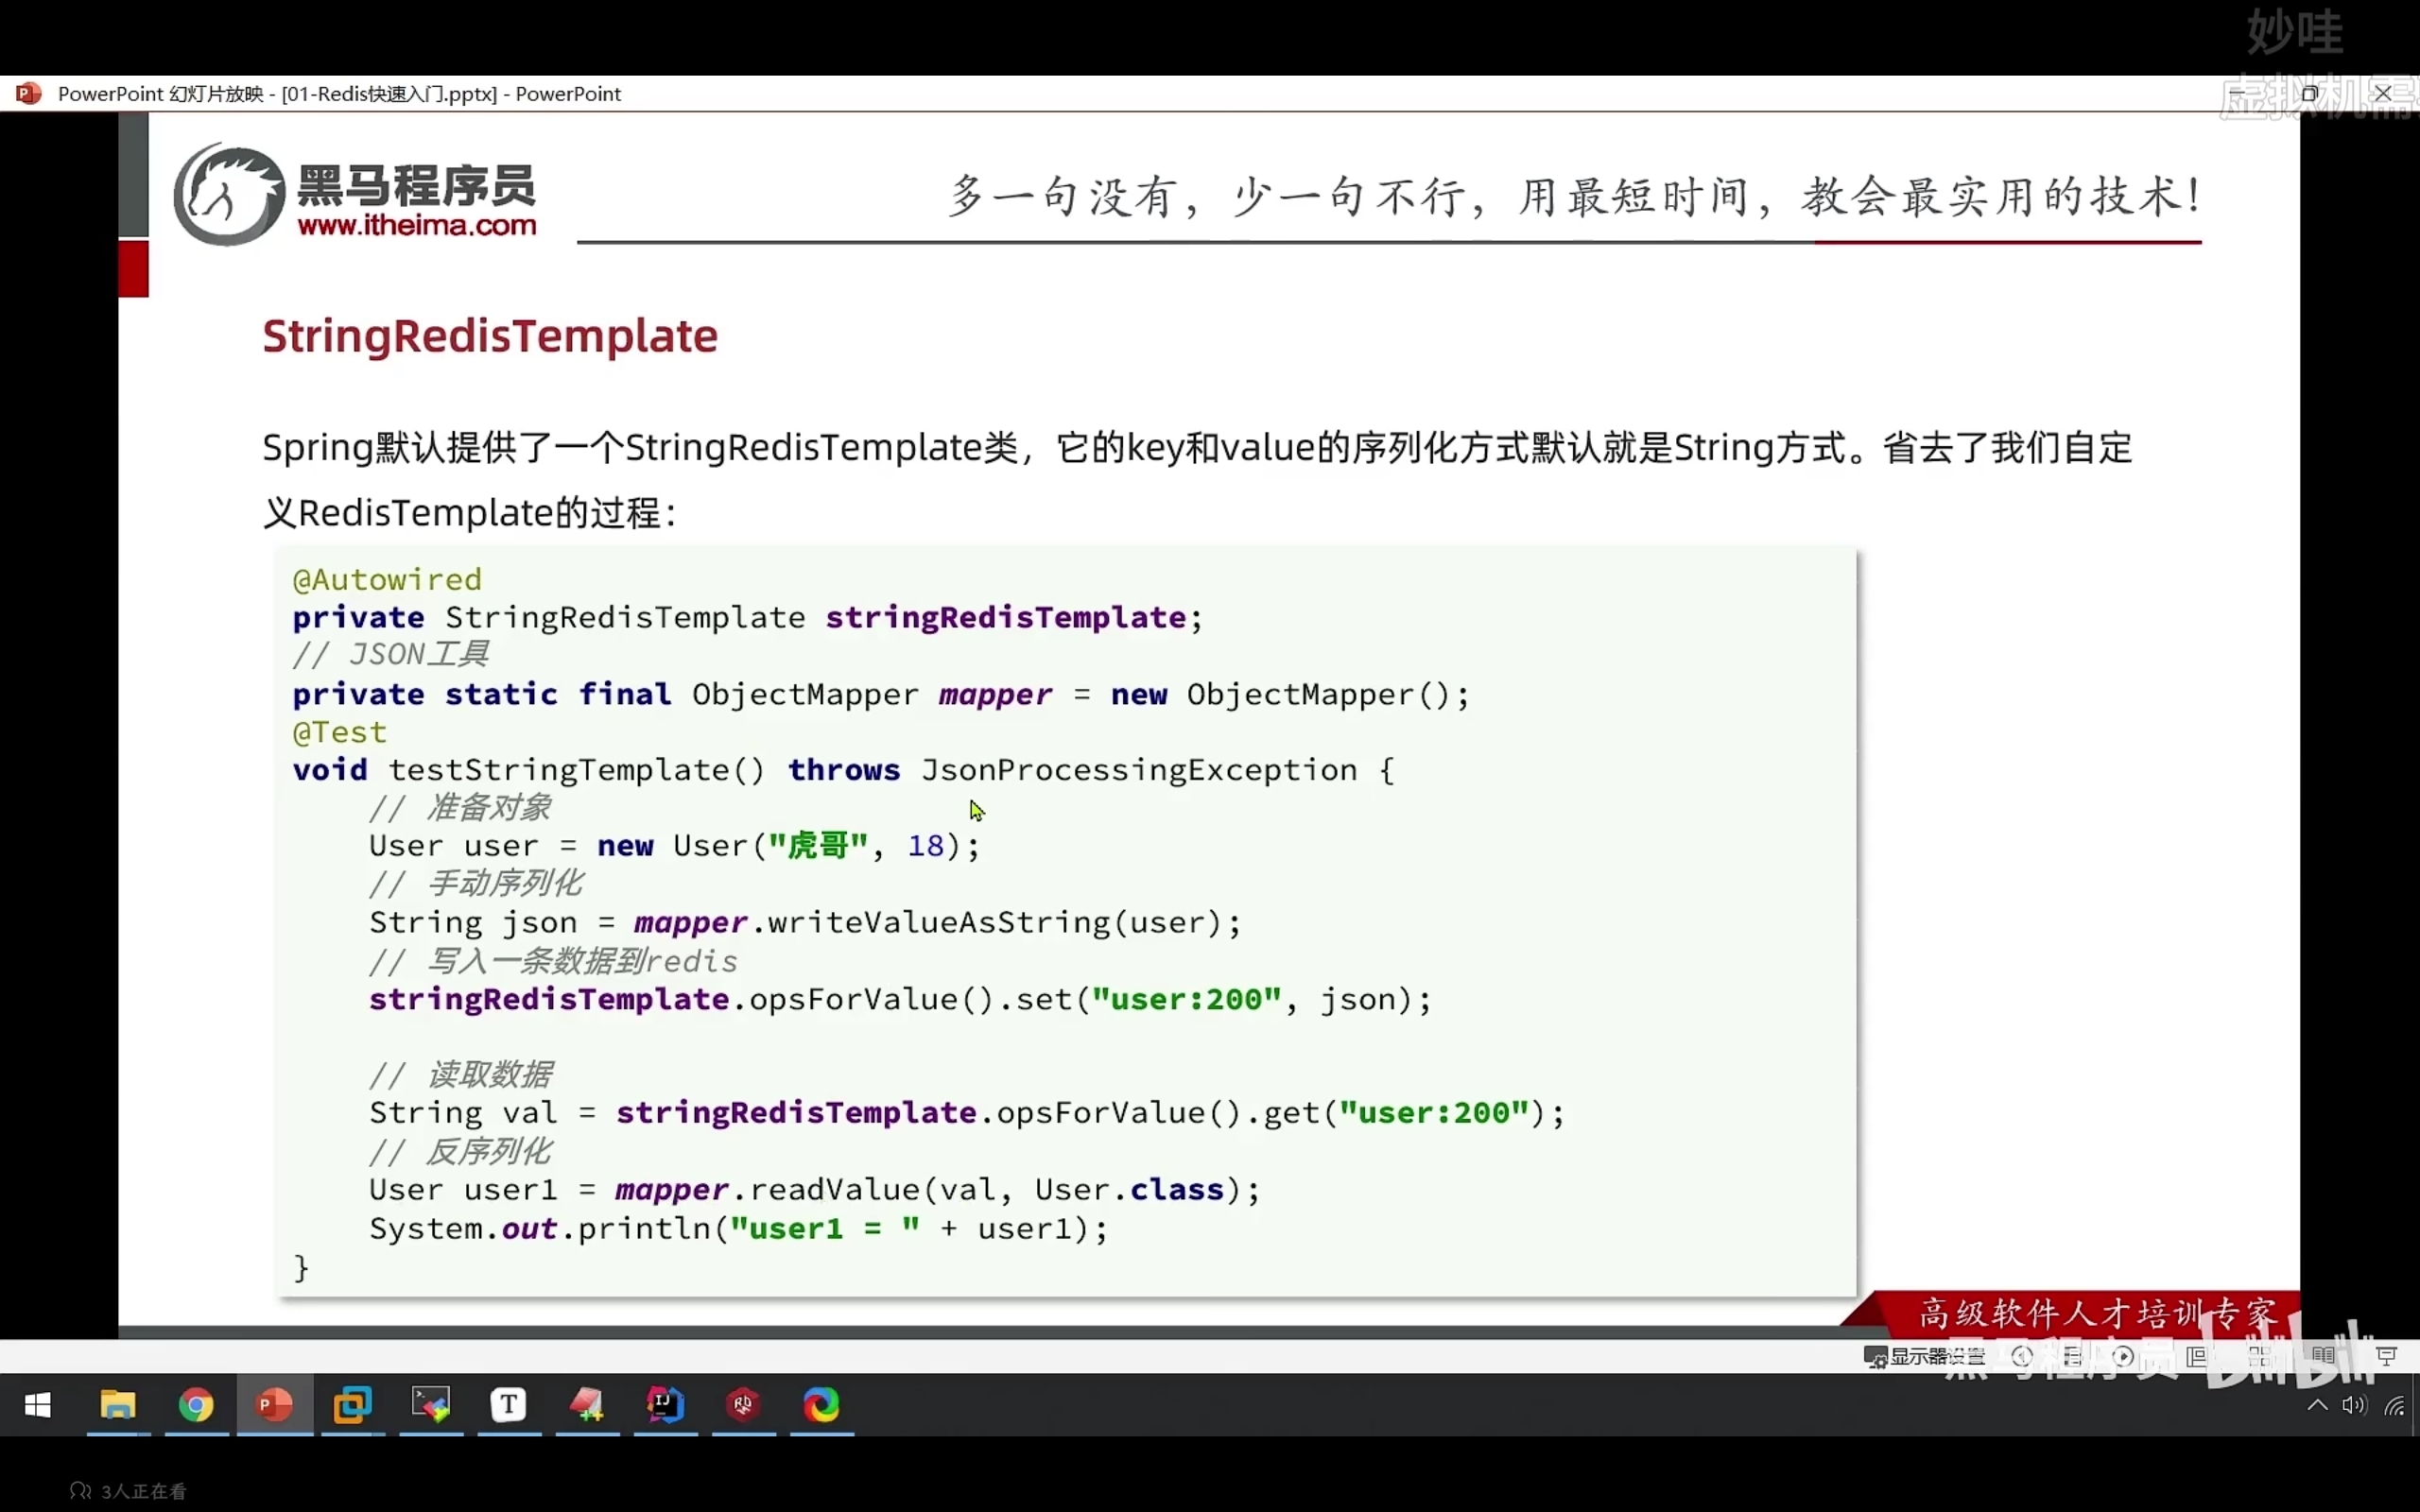 妙哇
虚拟机需
PowerPoint 幻灯片放映 - [01-Redis快速入门.pptx] - PowerPoint
黑马程序员
www.itheima.com
多一句没有，少一句不行，用最短时间，教会最实用的技术！
StringRedisTemplate
Spring默认提供了一个StringRedisTemplate类，它的key和value的序列化方式默认就是String方式。省去了我们自定
义RedisTemplate的过程：
@Autowired
private StringRedisTemplate stringRedisTemplate;
// JSON工具
private static final ObjectMapper mapper = new ObjectMapper();
@Test
void testStringTemplate() throws JsonProcessingException {
// 准备对象
User user = new User("虎哥", 18);
// 手动序列化
String json = mapper.writeValueAsString(user);
// 写入一条数据到redis
stringRedisTemplate.opsForValue().set("user:200", json);
// 读取数据
String val = stringRedisTemplate.opsForValue().get("user:200");
// 反序列化
User user1 = mapper.readValue(val, User.class);
System.out.println("user1 = " + user1);
}
高级软件人才培训专家
显示器设置
黑马程序员 bilibili
3人正在看